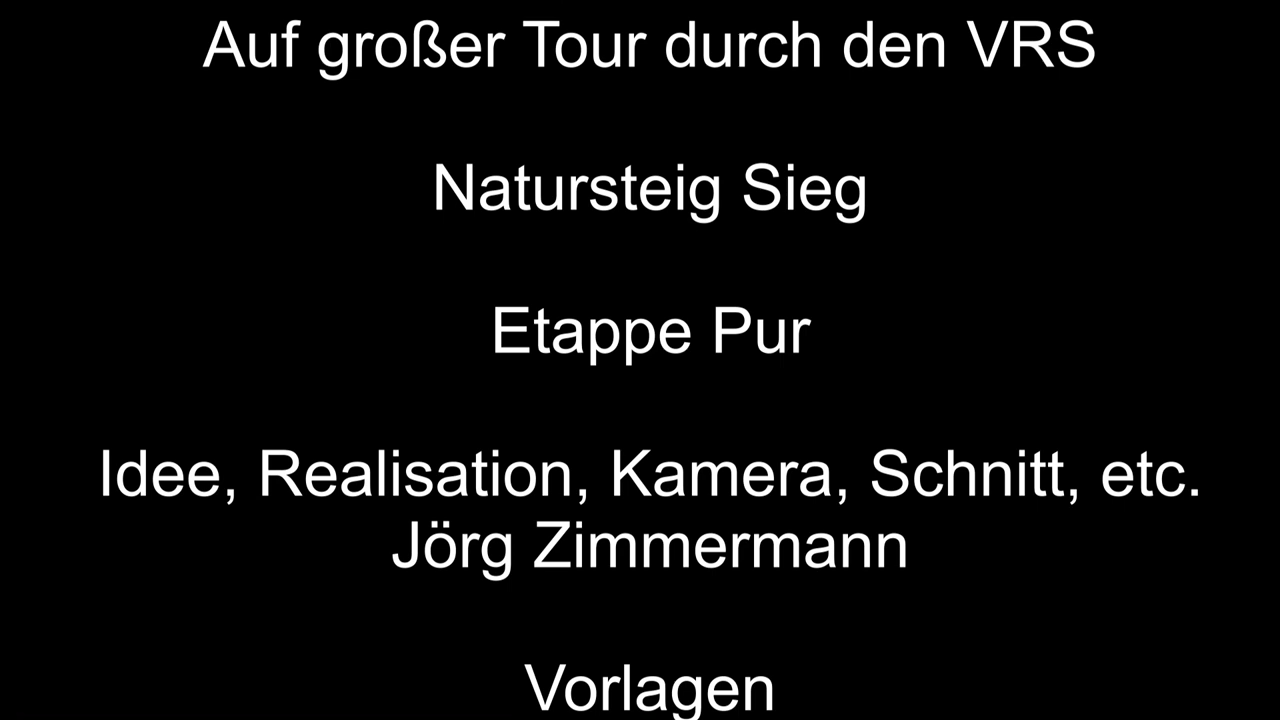 Auf großer Tour durch den VRS
Natursteig Sieg
Etappe Pur
Idee, Realisation, Kamera, Schnitt, etc.
Jörg Zimmermann
Vorlagen